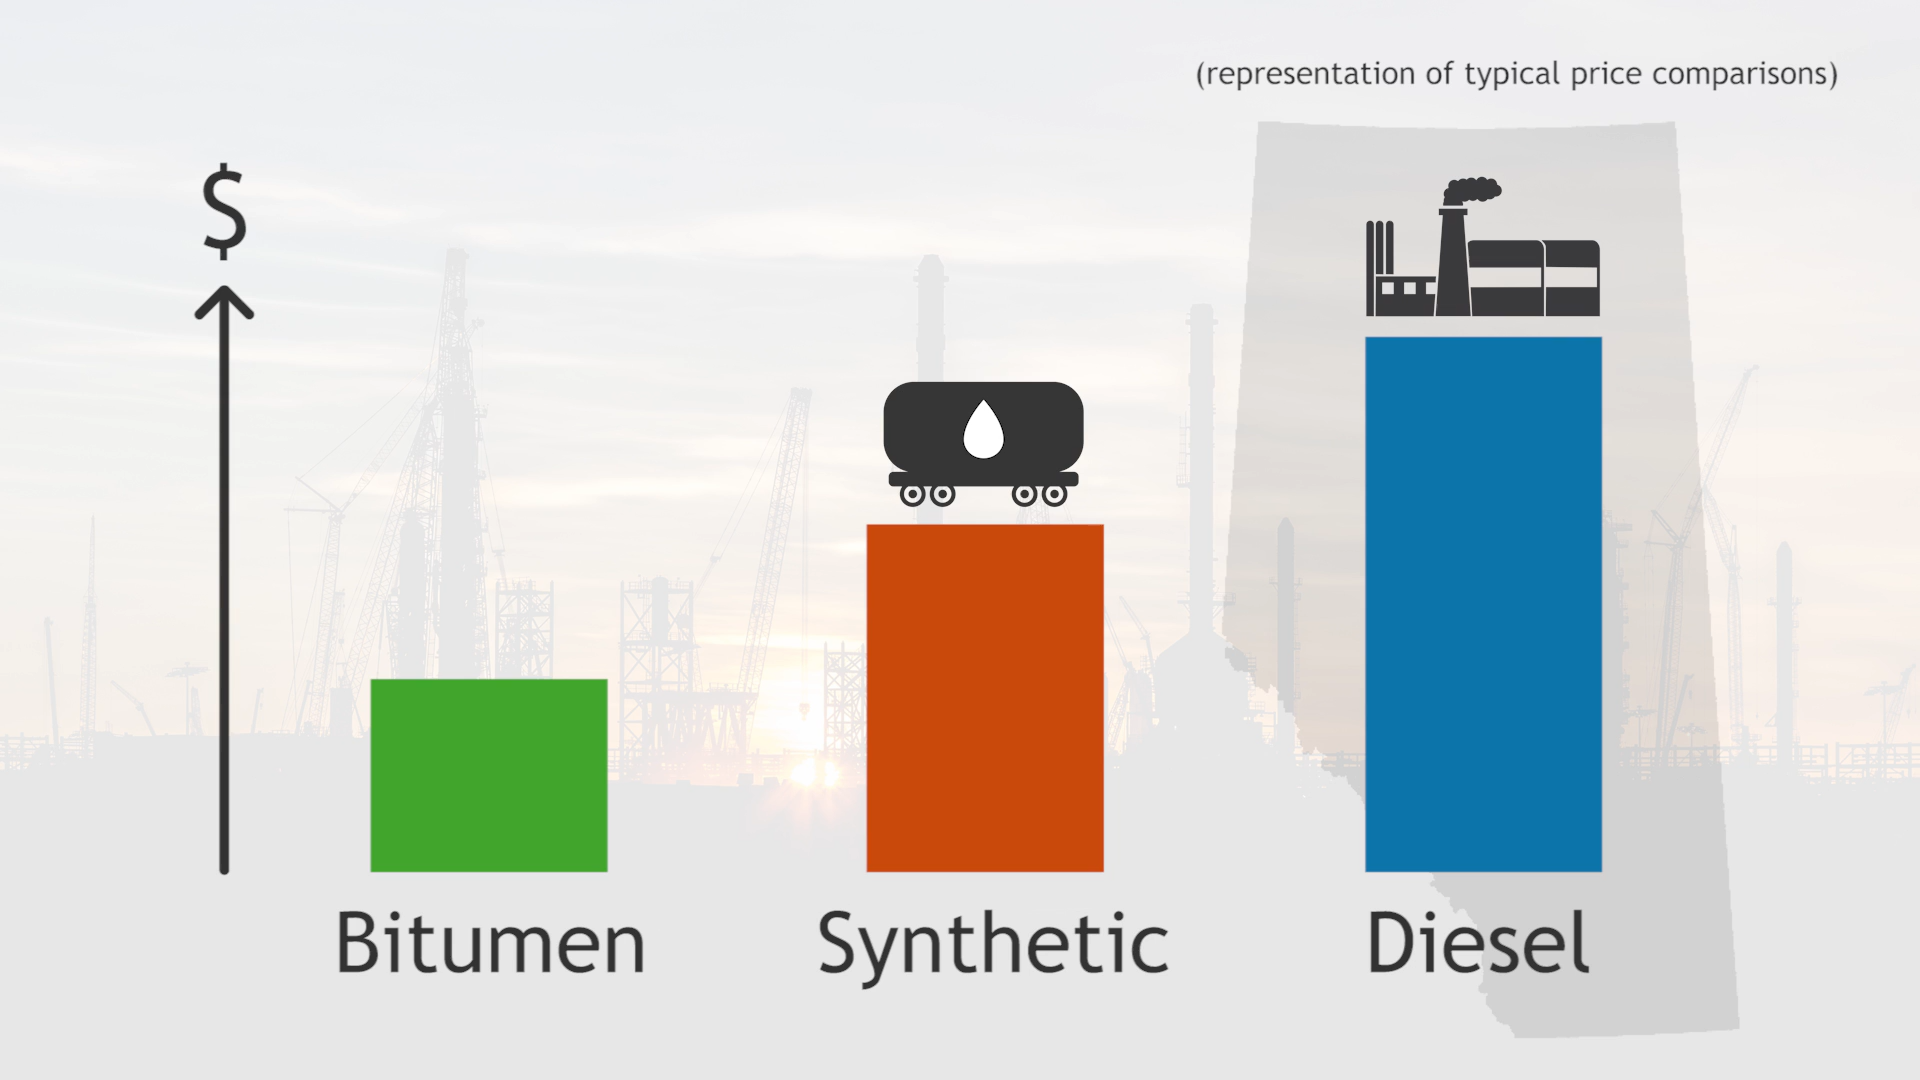 (representation of typical price comparisons)
$
Bitumen
Synthetic
Diesel